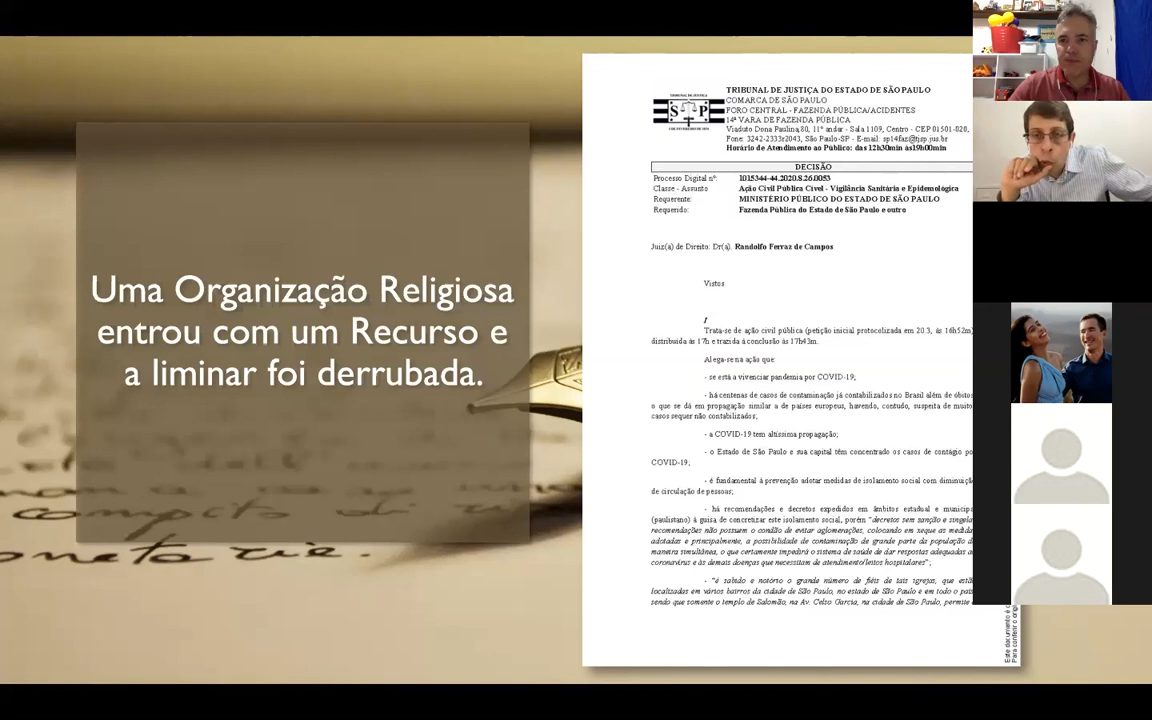 Uma Organização Religiosa
entrou com um Recurso e
a liminar foi derrubada.
TRIBUNAL DE JUSTIÇA
S P
TRIBUNAL DE JUSTIÇA DO ESTADO DE SÃO PAULO
COMARCA DE SÃO PAULO
FORO CENTRAL - FAZENDA PÚBLICA/ACIDENTES
14ª VARA DE FAZENDA PÚBLICA
Viaduto Dona Paulina,80, 11º andar - Sala 1109, Centro - CEP 01501-020,
Fone: 3242-2333r2043, São Paulo-SP - E-mail: sp14faz@tjsp.jus.br
Horário de Atendimento ao Público: das 12h30min às19h00min
DECISÃO
Processo Digital nº: 1015344-44.2020.8.26.0053
Classe - Assunto Ação Civil Pública Cível - Vigilância Sanitária e Epidemológica
Requerente: MINISTÉRIO PÚBLICO DO ESTADO DE SÃO PAULO
Requerido: Fazenda Pública do Estado de São Paulo e outro
Juiz(a) de Direito: Dr(a). Randolfo Ferraz de Campos
Vistos
I
Trata-se de ação civil pública (petição inicial protocolizada em 20.3, às 16h52m)
distribuída às 17h e trazida à conclusão às 17h43m.
Alega-se na ação que:
- se está a vivenciar pandemia por COVID-19;
- há centenas de casos de contaminação já contabilizados no Brasil além de óbitos
o que se dá em propagação similar a de países europeus, havendo, contudo, suspeita de muito
casos sequer não contabilizados;
- a COVID-19 tem altíssima propagação;
- o Estado de São Paulo e sua capital têm concentrado os casos de contágio po
COVID-19;
- é fundamental à prevenção adotar medidas de isolamento social com diminuiç
de circulação de pessoas;
- há recomendações e decretos expedidos em âmbitos estadual e municipa
(paulistano) à guisa de concretizar este isolamento social, porém "decretos sem sanção e singela
recomendações não possuem o condão de evitar aglomerações, colocando em xeque as medida
adotadas e principalmente, a possibilidade de contaminação de grande parte da população d
maneira simultânea, o que certamente impedirá o sistema de saúde de dar respostas adequadas a
coronavírus e às demais doenças que necessitam de atendimento/leitos hospitalares";
- "é sabido e notório o grande número de fiéis de tais igrejas, que estã
localizadas em vários bairros da cidade de São Paulo, no estado de São Paulo e em todo o país
sendo que somente o templo de Salomão, na Av. Celso Garcia, na cidade de São Paulo, permite
Este documento é c
Para conferir o origi